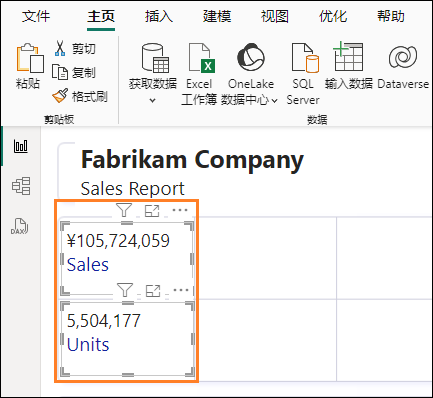 文件 主页 插入 建模 视图 优化 帮助
粘贴
剪切
复制
格式刷
剪贴板
获取数据
Excel
工作簿
OneLake
数据中心
SQL
Server
输入数据
Dataverse
数据
DAX
Fabrikam Company
Sales Report
¥105,724,059
Sales
5,504,177
Units